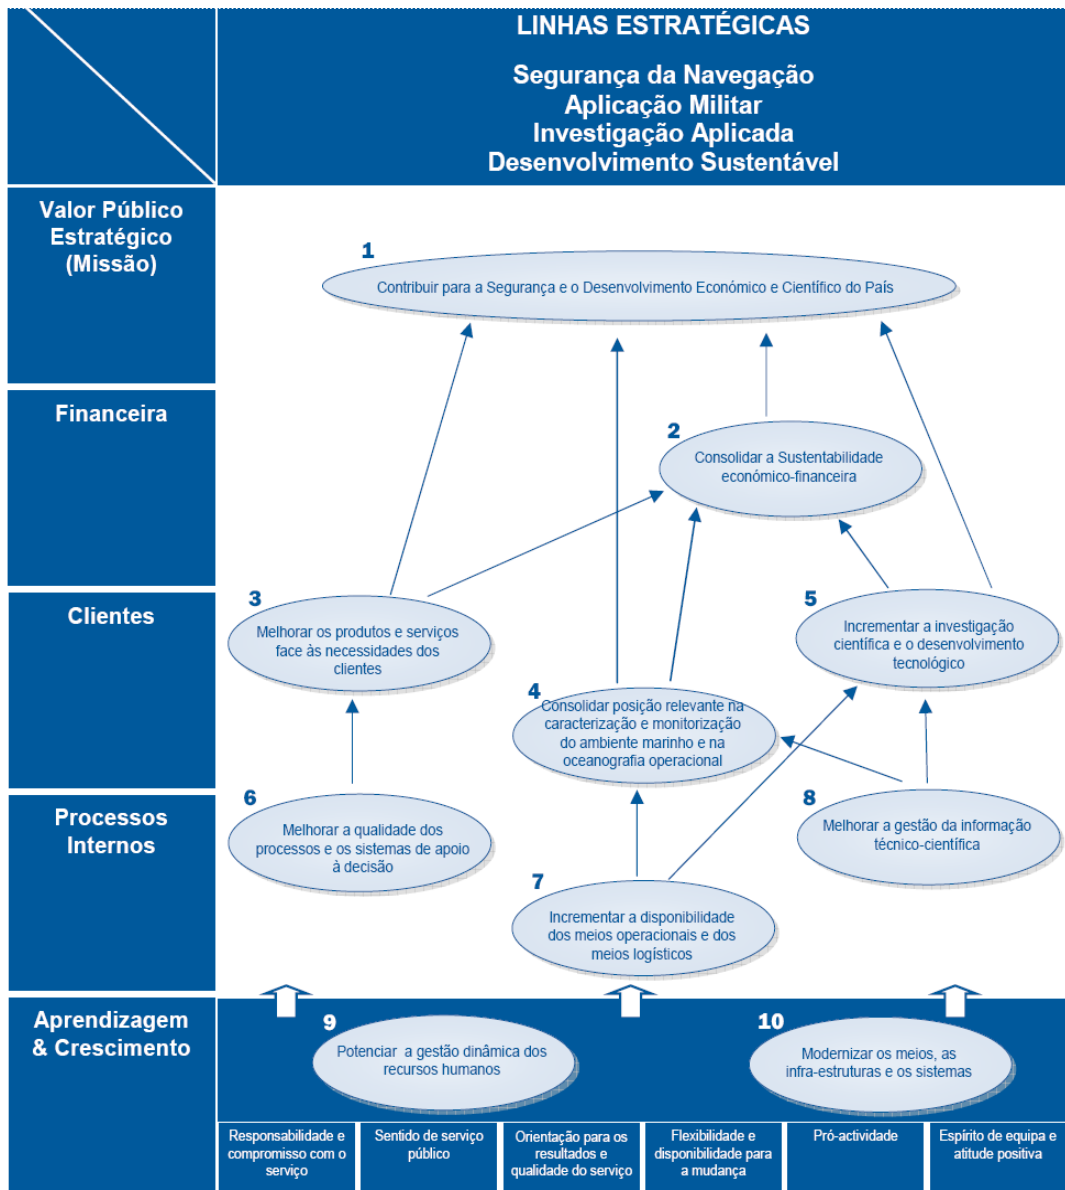 LINHAS ESTRATÉGICAS
Segurança da Navegação
Aplicação Militar
Investigação Aplicada
Desenvolvimento Sustentável
Valor Público
Estratégico
(Missão)
1
Contribuir para a Segurança e o Desenvolvimento Económico e Científico do País
Financeira
2
Consolidar a Sustentabilidade
económico-financeira
Clientes
3
Melhorar os produtos e serviços
face às necessidades dos
clientes
4
Consolidar posição relevante na
caracterização e monitorização
do ambiente marinho e na
oceanografia operacional
5
Incrementar a investigação
científica e o desenvolvimento
tecnológico
Processos
Internos
6
Melhorar a qualidade dos
processos e os sistemas de apoio
à decisão
7
Incrementar a disponibilidade
dos meios operacionais e dos
meios logísticos
8
Melhorar a gestão da informação
técnico-científica
Aprendizagem
& Crescimento
9
Potenciar a gestão dinâmica dos
recursos humanos
10
Modernizar os meios, as
infra-estruturas e os sistemas
Responsabilidade e
compromisso com o
serviço
Sentido de serviço
público
Orientação para os
resultados e
qualidade do serviço
Flexibilidade e
disponibilidade para
a mudança
Pró-actividade
Espírito de equipa e
atitude positiva